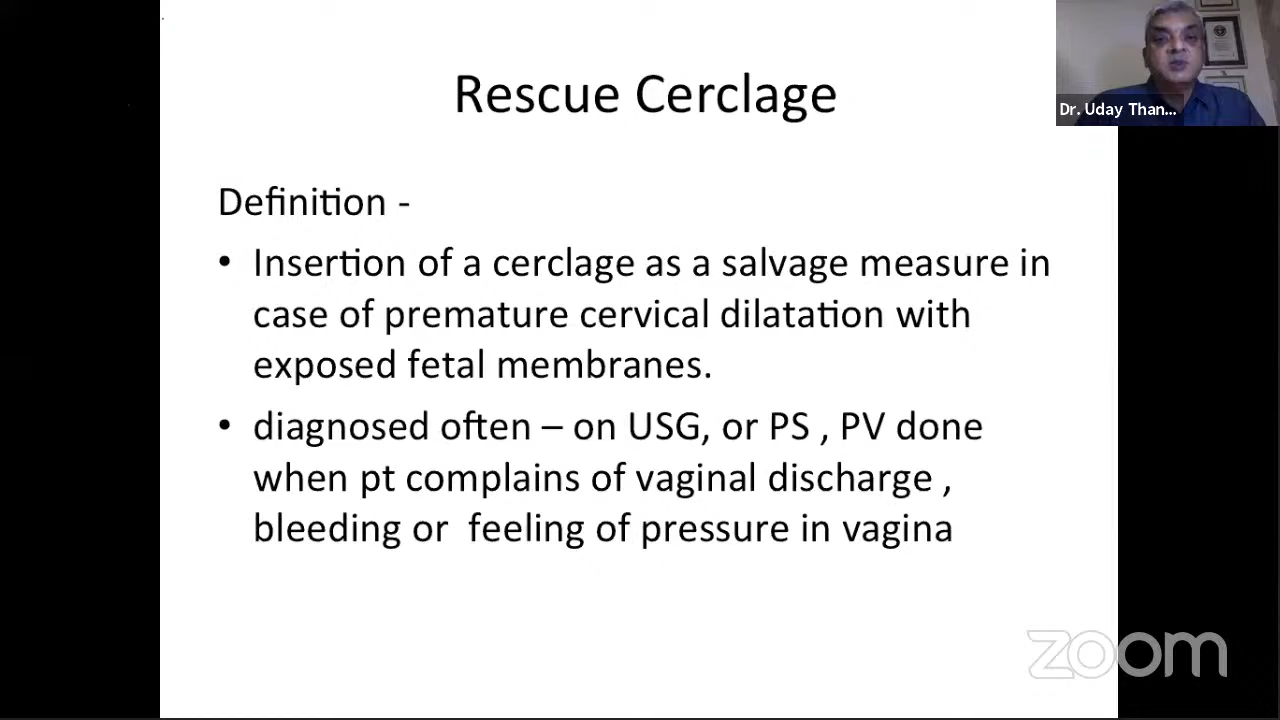 Rescue Cerclage
Dr. Uday Than...
Definition -
• Insertion of a cerclage as a salvage measure in
case of premature cervical dilatation with
exposed fetal membranes.
• diagnosed often – on USG, or PS , PV done
when pt complains of vaginal discharge ,
bleeding or feeling of pressure in vagina
zoom